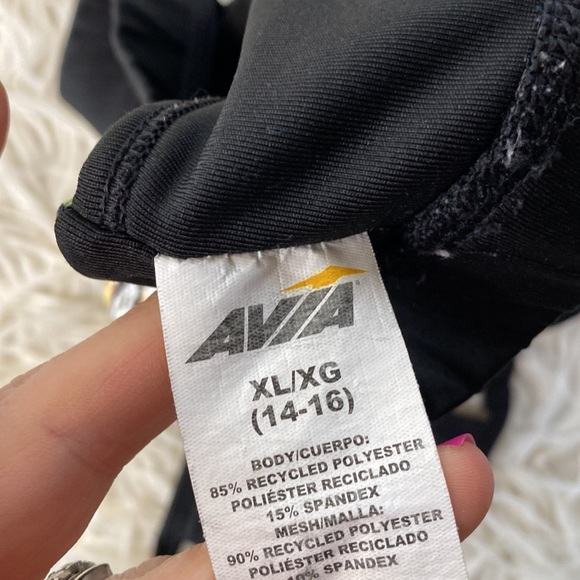 AVIA
XL/XG
(14-16)
BODY/CUERPO:
85% RECYCLED POLYESTER
POLIÉSTER RECICLADO
15% SPANDEX
MESH/MALLA:
90% RECYCLED POLYESTER
POLIÉSTER RECICLADO
10% SPANDEX